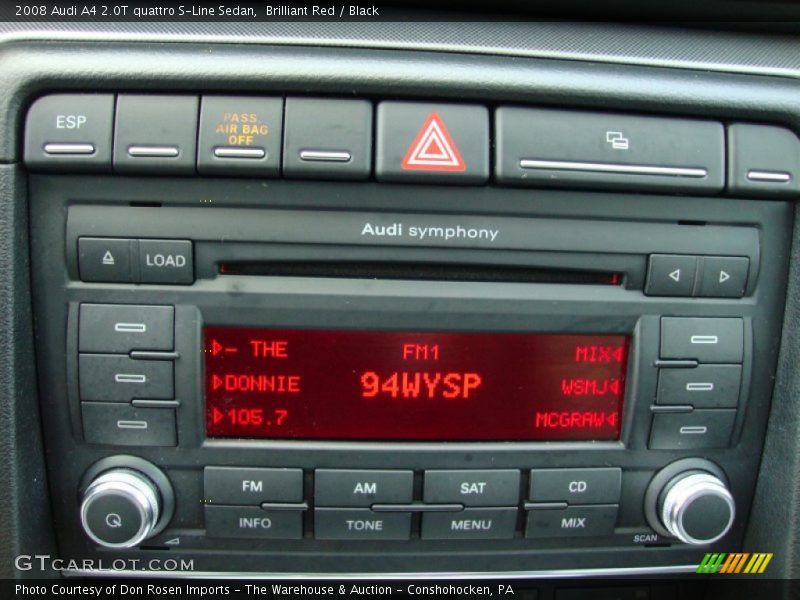 2008 Audi A4 2.0T quattro S-Line Sedan,  Brilliant Red / Black
ESP
PASS
AIR BAG
OFF
Audi symphony
LOAD
- THE FM1 MIX
DONNIE 94WYSP WSMJ
105.7 MCGRAW
FM AM SAT CD
INFO TONE MENU MIX
SCAN
GTCARLOT.COM
Photo Courtesy of Don Rosen Imports - The Warehouse & Auction - Conshohocken, PA